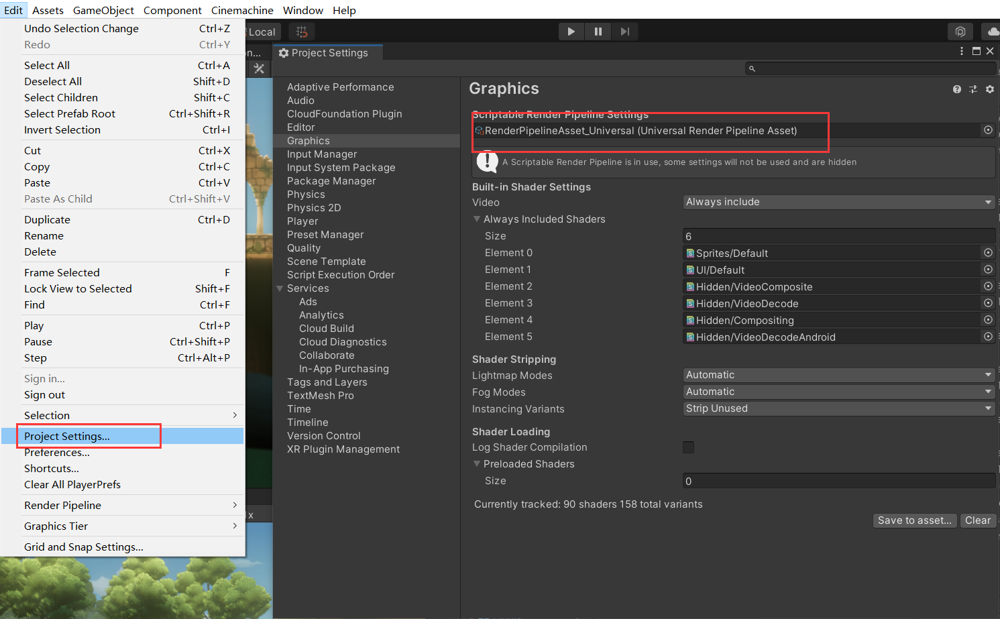 Edit Assets GameObject Component Cinemachine Window Help
Undo Selection Change Ctrl+Z
Redo Ctrl+Y
Select All Ctrl+A
Deselect All Shift+D
Select Children Shift+C
Select Prefab Root Ctrl+Shift+R
Invert Selection Ctrl+I
Cut Ctrl+X
Copy Ctrl+C
Paste Ctrl+V
Paste As Child Ctrl+Shift+V
Duplicate Ctrl+D
Rename
Delete
Frame Selected F
Lock View to Selected Shift+F
Find Ctrl+F
Play Ctrl+P
Pause Ctrl+Shift+P
Step Ctrl+Alt+P
Sign in...
Sign out
Selection
Project Settings...
Preferences...
Shortcuts...
Clear All PlayerPrefs
Render Pipeline
Graphics Tier
Grid and Snap Settings...
Local
on...
1x
Project Settings
Adaptive Performance
Audio
CloudFoundation Plugin
Editor
Graphics
Input Manager
Input System Package
Package Manager
Physics
Physics 2D
Player
Preset Manager
Quality
Scene Template
Script Execution Order
Services
Ads
Analytics
Cloud Build
Cloud Diagnostics
Collaborate
In-App Purchasing
Tags and Layers
TextMesh Pro
Time
Timeline
Version Control
XR Plugin Management
Graphics
Scriptable Render Pipeline Settings
RenderPipelineAsset_Universal (Universal Render Pipeline Asset)
A Scriptable Render Pipeline is in use, some settings will not be used and are hidden
Built-in Shader Settings
Video Always include
Always Included Shaders
Size 6
Element 0 Sprites/Default
Element 1 UI/Default
Element 2 Hidden/VideoComposite
Element 3 Hidden/VideoDecode
Element 4 Hidden/Compositing
Element 5 Hidden/VideoDecodeAndroid
Shader Stripping
Lightmap Modes Automatic
Fog Modes Automatic
Instancing Variants Strip Unused
Shader Loading
Log Shader Compilation
Preloaded Shaders
Size 0
Currently tracked: 90 shaders 158 total variants
Save to asset... Clear